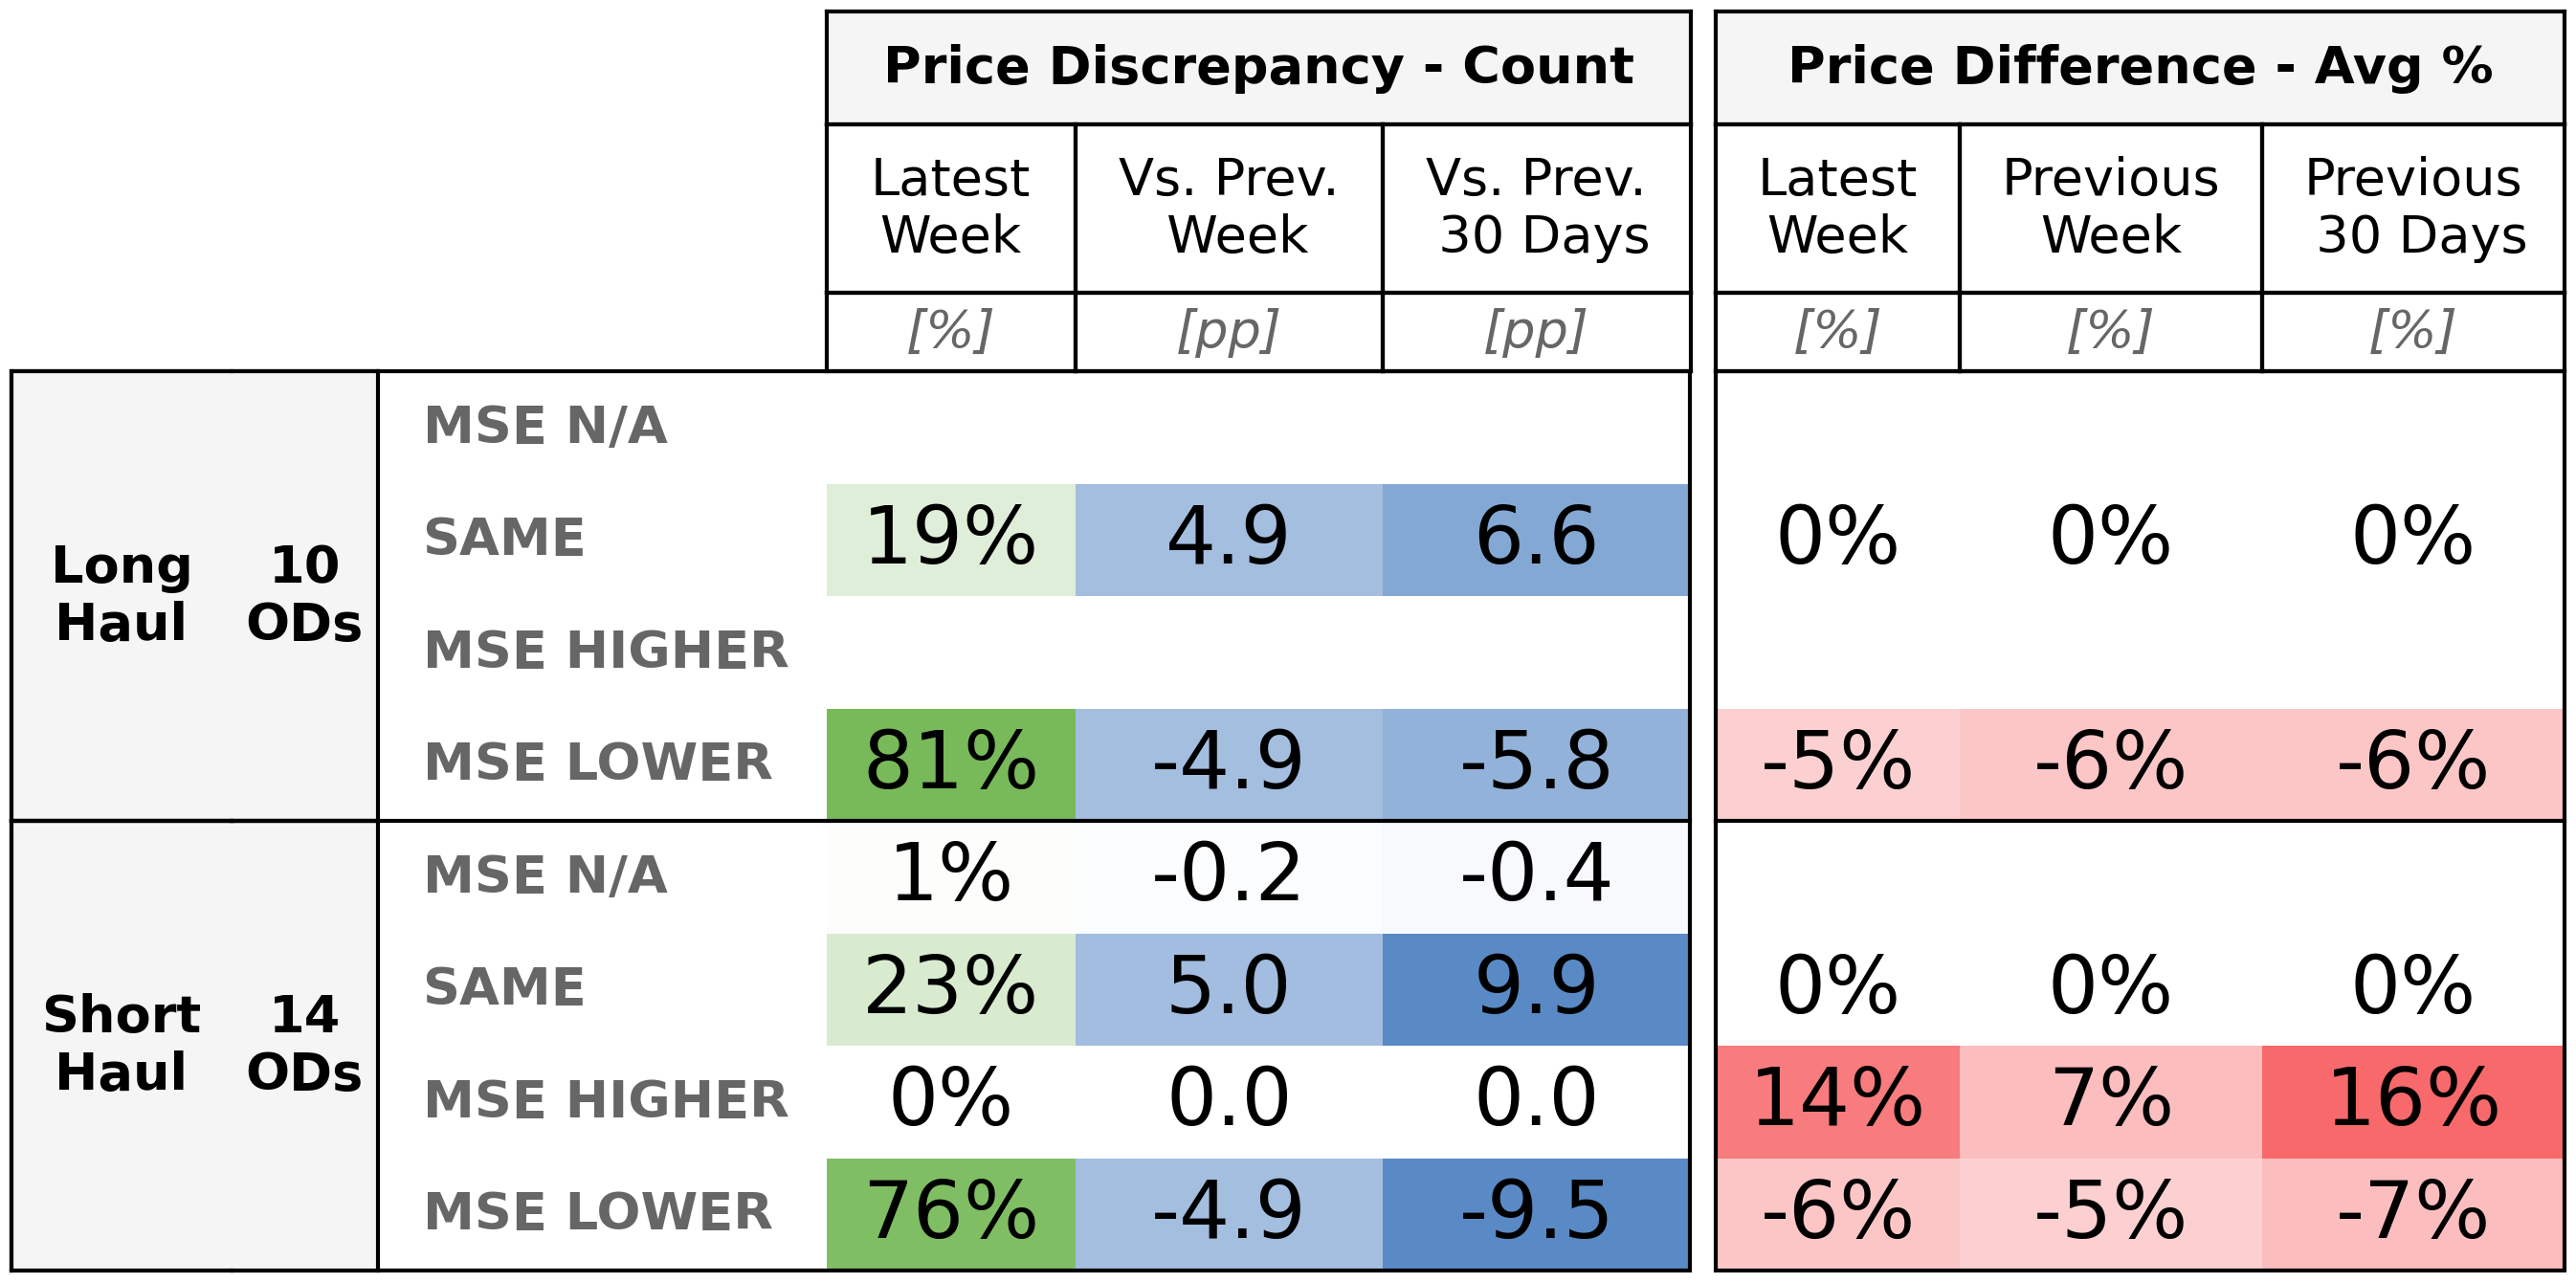 Price Discrepancy - Count Price Difference - Avg %
Latest Week Vs. Prev. Week Vs. Prev. 30 Days Latest Week Previous Week Previous 30 Days
[%] [pp] [pp] [%] [%] [%]
Long Haul 10 ODs
MSE N/A
SAME 19% 4.9 6.6 0% 0% 0%
MSE HIGHER
MSE LOWER 81% -4.9 -5.8 -5% -6% -6%
Short Haul 14 ODs
MSE N/A 1% -0.2 -0.4
SAME 23% 5.0 9.9 0% 0% 0%
MSE HIGHER 0% 0.0 0.0 14% 7% 16%
MSE LOWER 76% -4.9 -9.5 -6% -5% -7%